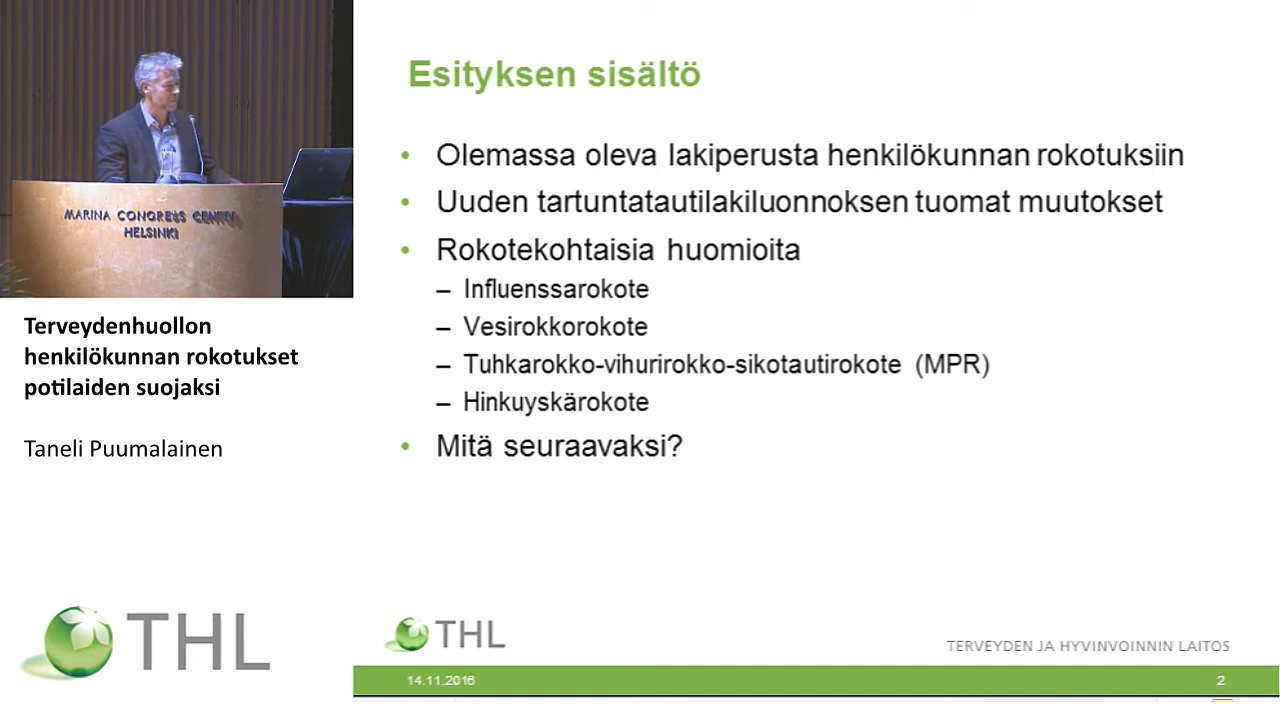 MARINA CONGRESS CENTER
HELSINKI
Terveydenhuollon
henkilökunnan rokotukset
potilaiden suojaksi
Taneli Puumalainen
THL
Esityksen sisältö
• Olemassa oleva lakiperusta henkilökunnan rokotuksiin
• Uuden tartuntatautilakiluonnoksen tuomat muutokset
• Rokotekohtaisia huomioita
– Influenssarokote
– Vesirokkorokote
– Tuhkarokko-vihurirokko-sikotautirokote (MPR)
– Hinkuyskärokote
• Mitä seuraavaksi?
THL
TERVEYDEN JA HYVINVOINNIN LAITOS
14.11.2016
2